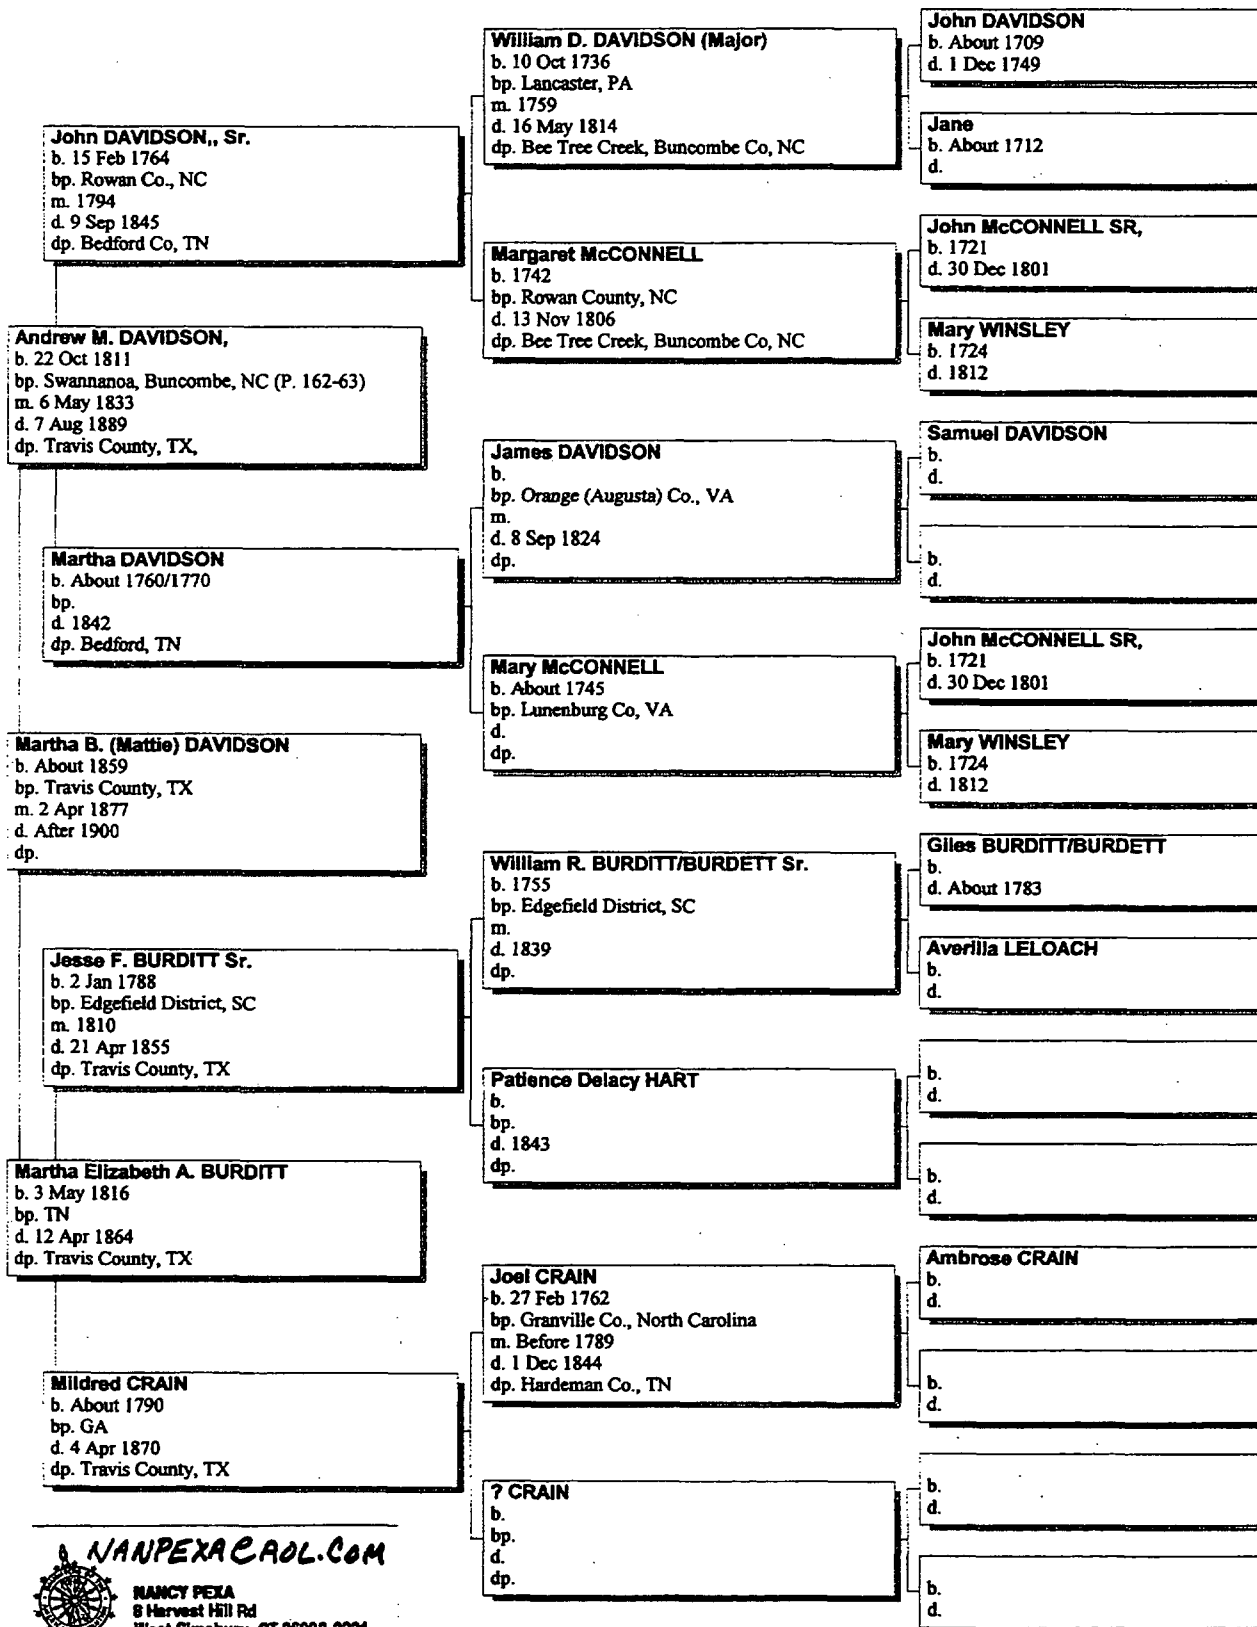 John DAVIDSON,, Sr.
b. 15 Feb 1764
bp. Rowan Co., NC
m. 1794
d. 9 Sep 1845
dp. Bedford Co, TN
Andrew M. DAVIDSON,
b. 22 Oct 1811
bp. Swannanoa, Buncombe, NC (P. 162-63)
m. 6 May 1833
d. 7 Aug 1889
dp. Travis County, TX,
Martha DAVIDSON
b. About 1760/1770
bp.
d. 1842
dp. Bedford, TN
Martha B. (Mattie) DAVIDSON
b. About 1859
bp. Travis County, TX
m. 2 Apr 1877
d. After 1900
dp.
Jesse F. BURDITT Sr.
b. 2 Jan 1788
bp. Edgefield District, SC
m. 1810
d. 21 Apr 1855
dp. Travis County, TX
Martha Elizabeth A. BURDITT
b. 3 May 1816
bp. TN
d. 12 Apr 1864
dp. Travis County, TX
Mildred CRAIN
b. About 1790
bp. GA
d. 4 Apr 1870
dp. Travis County, TX
NANPEXA@AOL.COM
NANCY PEXA
8 Harvest Hill Rd
William D. DAVIDSON (Major)
b. 10 Oct 1736
bp. Lancaster, PA
m. 1759
d. 16 May 1814
dp. Bee Tree Creek, Buncombe Co, NC
Margaret McCONNELL
b. 1742
bp. Rowan County, NC
d. 13 Nov 1806
dp. Bee Tree Creek, Buncombe Co, NC
James DAVIDSON
b.
bp. Orange (Augusta) Co., VA
m.
d. 8 Sep 1824
dp.
Mary McCONNELL
b. About 1745
bp. Lunenburg Co, VA
d.
dp.
William R. BURDITT/BURDETT Sr.
b. 1755
bp. Edgefield District, SC
m.
d. 1839
dp.
Patience Delacy HART
b.
bp.
d. 1843
dp.
Joel CRAIN
b. 27 Feb 1762
bp. Granville Co., North Carolina
m. Before 1789
d. 1 Dec 1844
dp. Hardeman Co., TN
? CRAIN
b.
bp.
d.
dp.
John DAVIDSON
b. About 1709
d. 1 Dec 1749
Jane
b. About 1712
d.
John McCONNELL SR,
b. 1721
d. 30 Dec 1801
Mary WINSLEY
b. 1724
d. 1812
Samuel DAVIDSON
b.
d.
b.
d.
John McCONNELL SR,
b. 1721
d. 30 Dec 1801
Mary WINSLEY
b. 1724
d. 1812
Giles BURDITT/BURDETT
b.
d. About 1783
Averilla LELOACH
b.
d.
b.
d.
b.
d.
Ambrose CRAIN
b.
d.
b.
d.
b.
d.
b.
d.